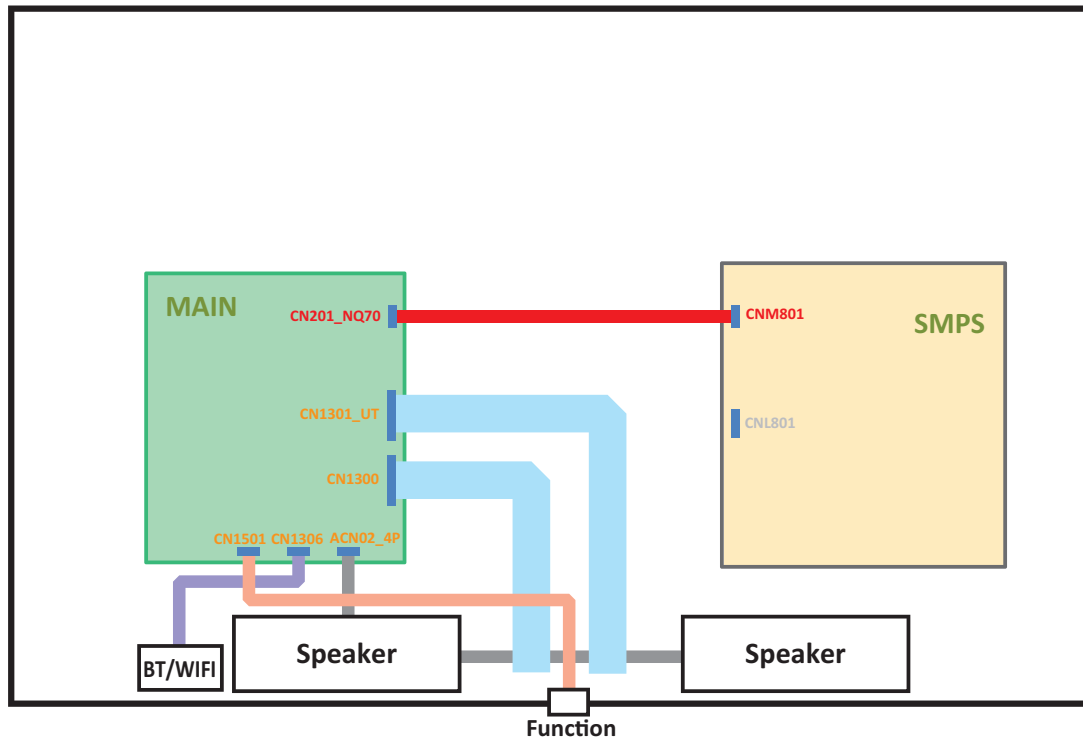 MAIN
CN201_NQ70
CNM801
SMPS
CN1301_UT
CNL801
CN1300
CN1501
CN1306
ACN02_4P
BT/WIFI
Speaker
Speaker
Function